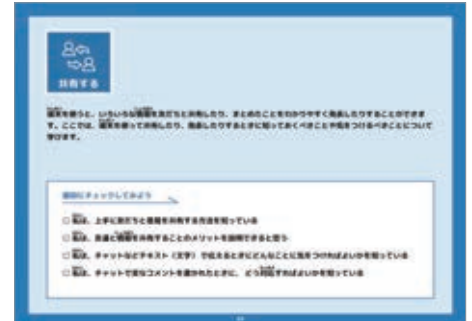 共有する
端末を使うと、いろいろな情報を友だちと共有したり、まとめたことをわかりやすく発表したりすることができま
す。ここでは、端末を使って共有したり、発表したりするときに知っておくべきことや気をつけるべきことについて
学びます。
最初にチェックしてみよう
□ 私は、上手に友だちと情報を共有する方法を知っている
□ 私は、友達と情報を共有することのメリットを説明できると思う
□ 私は、チャットなどテキスト（文字）で伝えるときにどんなことに気をつければよいかを知っている
□ 私は、チャットで変なコメントを書かれたときに、どう対応すればよいかを知っている